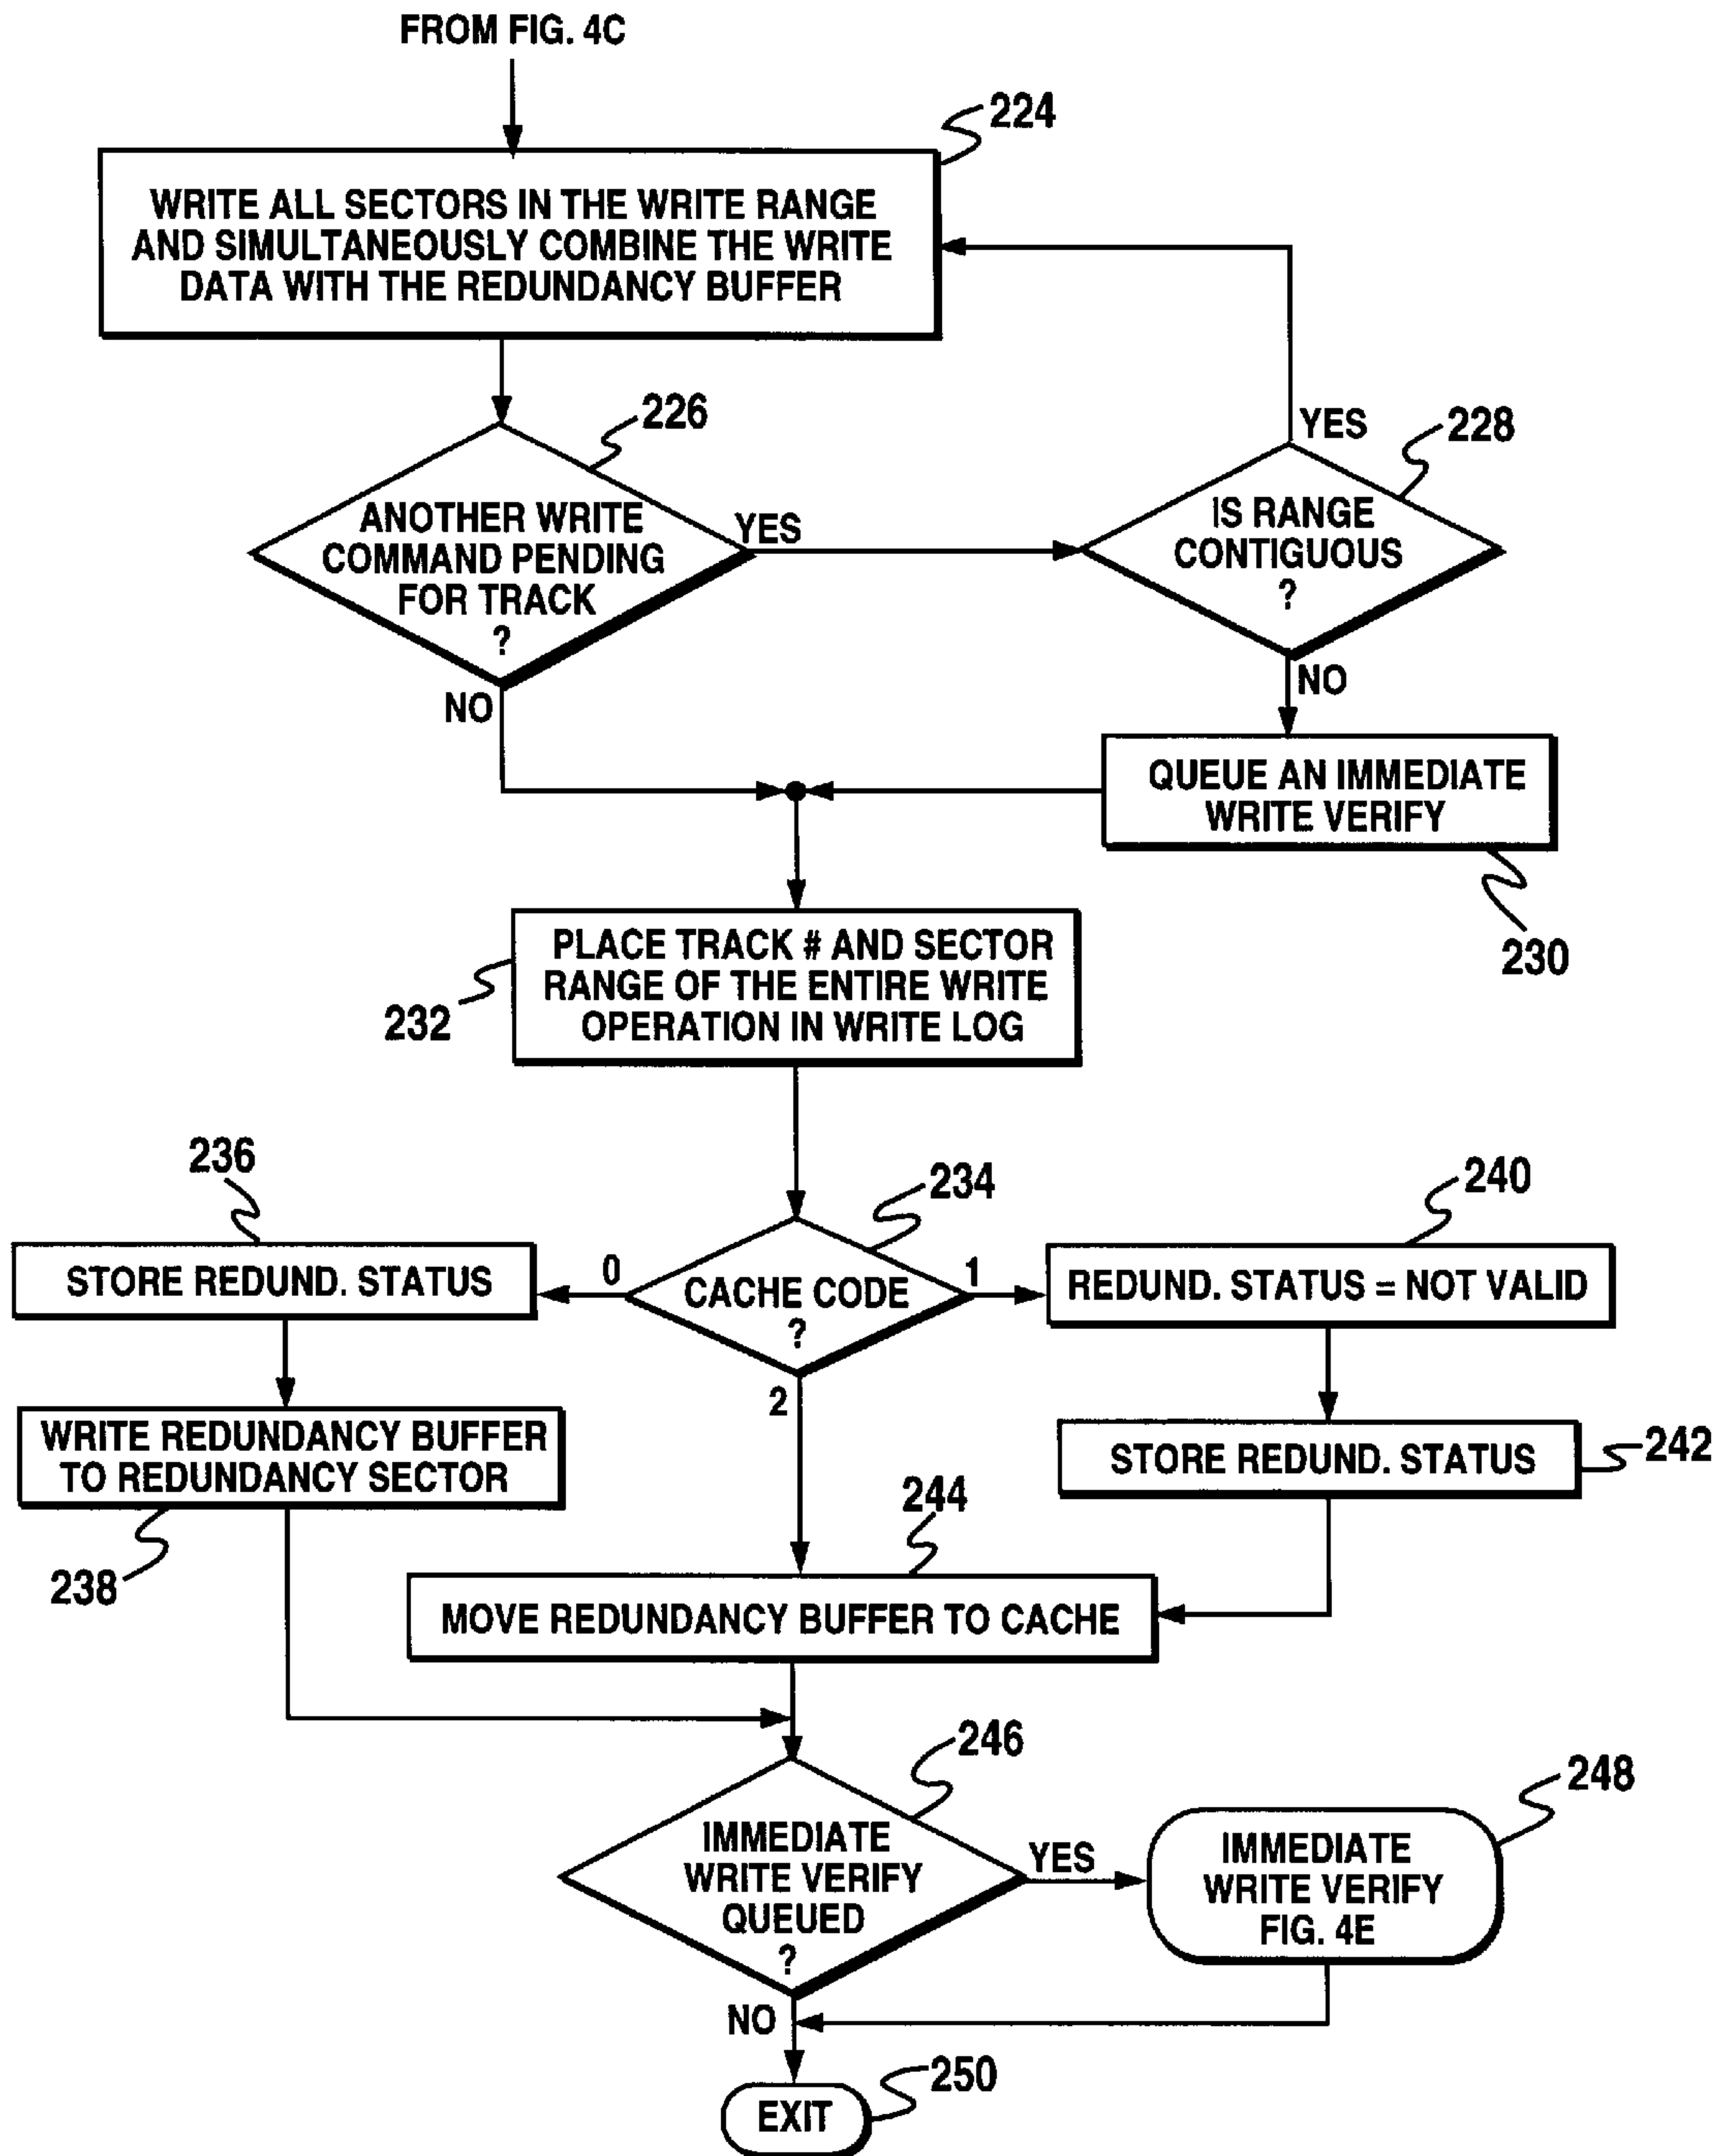 FROM FIG. 4C
224
WRITE ALL SECTORS IN THE WRITE RANGE
AND SIMULTANEOUSLY COMBINE THE WRITE
DATA WITH THE REDUNDANCY BUFFER
226
ANOTHER WRITE
COMMAND PENDING
FOR TRACK
?
YES
NO
YES
228
IS RANGE
CONTIGUOUS
?
NO
QUEUE AN IMMEDIATE
WRITE VERIFY
230
PLACE TRACK # AND SECTOR
RANGE OF THE ENTIRE WRITE
OPERATION IN WRITE LOG
232
234
CACHE CODE
?
0
1
2
236
STORE REDUND. STATUS
WRITE REDUNDANCY BUFFER
TO REDUNDANCY SECTOR
238
240
REDUND. STATUS = NOT VALID
STORE REDUND. STATUS
242
244
MOVE REDUNDANCY BUFFER TO CACHE
246
IMMEDIATE
WRITE VERIFY
QUEUED
?
YES
NO
248
IMMEDIATE
WRITE VERIFY
FIG. 4E
250
EXIT